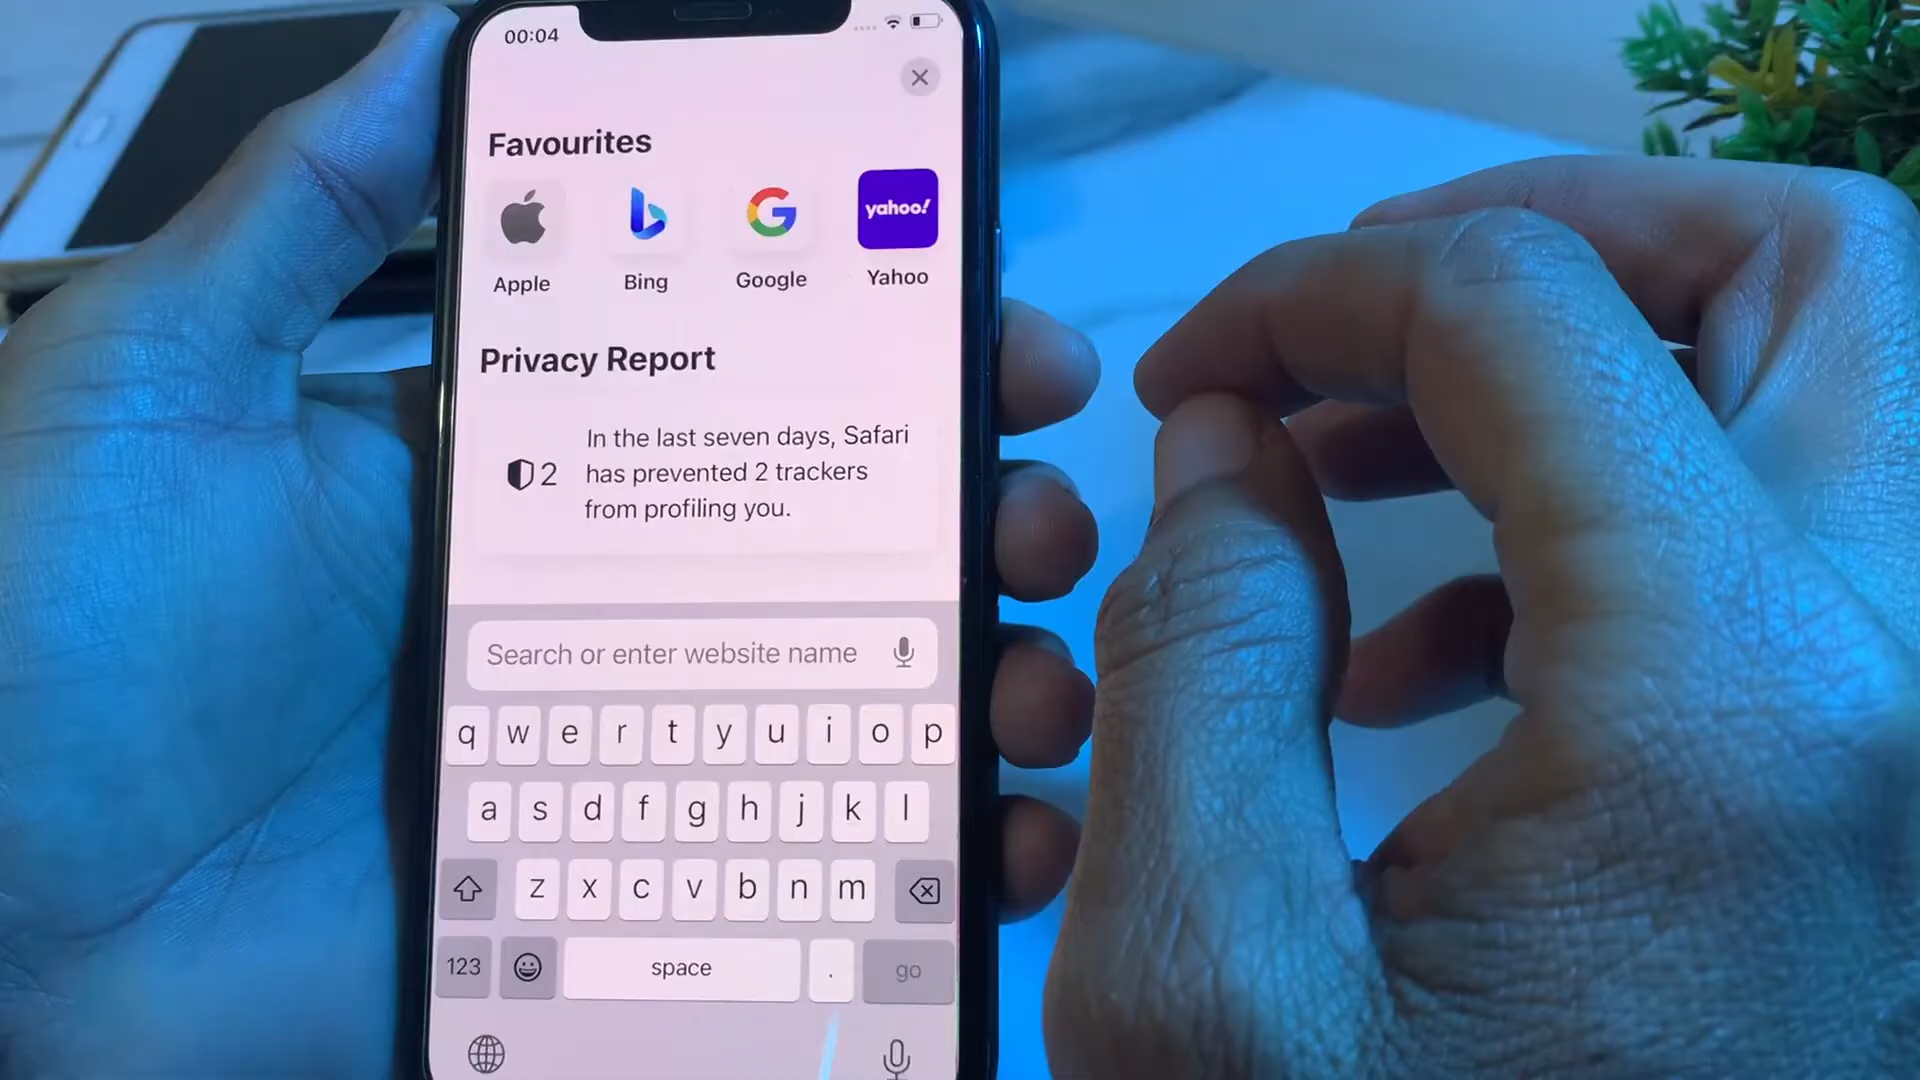 00:04
Favourites
yahoo!
Apple
Bing
Google
Yahoo
Privacy Report
2
In the last seven days, Safari
has prevented 2 trackers
from profiling you.
Search or enter website name
q w e r t y u i o p
a s d f g h j k l
z x c v b n m
123
space
.
go